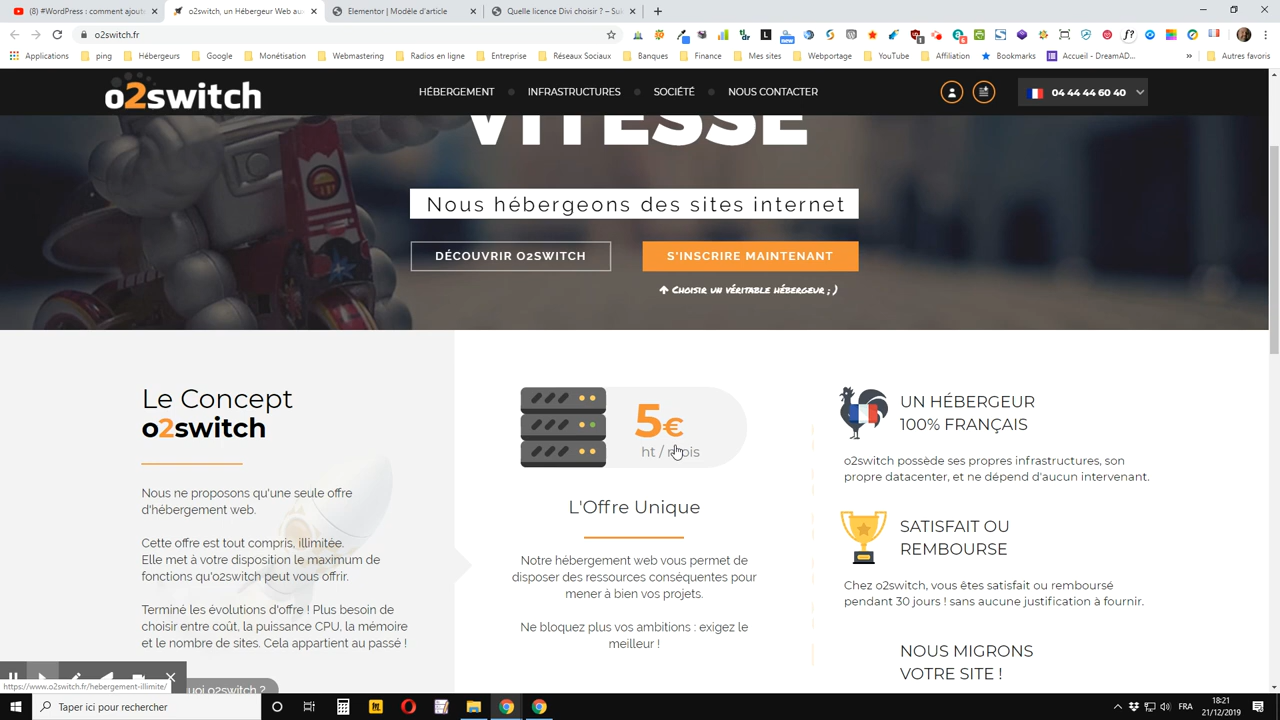 (8) #WordPress : comment ajoute
o2switch, un Hébergeur Web aux
Elementor | Modèle d'article
Quelle licence Divi choisir ? – Suk
o2switch.fr
Applications
ping
Hébergeurs
Google
Monétisation
Webmastering
Radios en ligne
Entreprise
Réseaux Sociaux
Banques
Finance
Mes sites
Webportage
YouTube
Affiliation
Bookmarks
Accueil - DreamAD...
»
Autres favoris
o2switch
HÉBERGEMENT
INFRASTRUCTURES
SOCIÉTÉ
NOUS CONTACTER
04 44 44 60 40
VITESSE
Nous hébergeons des sites internet
DÉCOUVRIR O2SWITCH
S'INSCRIRE MAINTENANT
Choisir un véritable hébergeur ; )
Le Concept
o2switch
Nous ne proposons qu'une seule offre
d'hébergement web.
Cette offre est tout compris, illimitée.
Elle met à votre disposition le maximum de
fonctions qu'o2switch peut vous offrir.
Terminé les évolutions d'offre ! Plus besoin de
choisir entre coût, la puissance CPU, la mémoire
et le nombre de sites. Cela appartient au passé !
uoi o2switch ?
5€
ht / mois
L'Offre Unique
Notre hébergement web vous permet de
disposer des ressources conséquentes pour
mener à bien vos projets.
Ne bloquez plus vos ambitions : exigez le
meilleur !
UN HÉBERGEUR
100% FRANÇAIS
o2switch possède ses propres infrastructures, son
propre datacenter, et ne dépend d'aucun intervenant.
SATISFAIT OU
REMBOURSE
Chez o2switch, vous êtes satisfait ou remboursé
pendant 30 jours ! sans aucune justification à fournir.
NOUS MIGRONS
VOTRE SITE !
https://www.o2switch.fr/hebergement-illimite/
Taper ici pour rechercher
FRA
18:21
21/12/2019